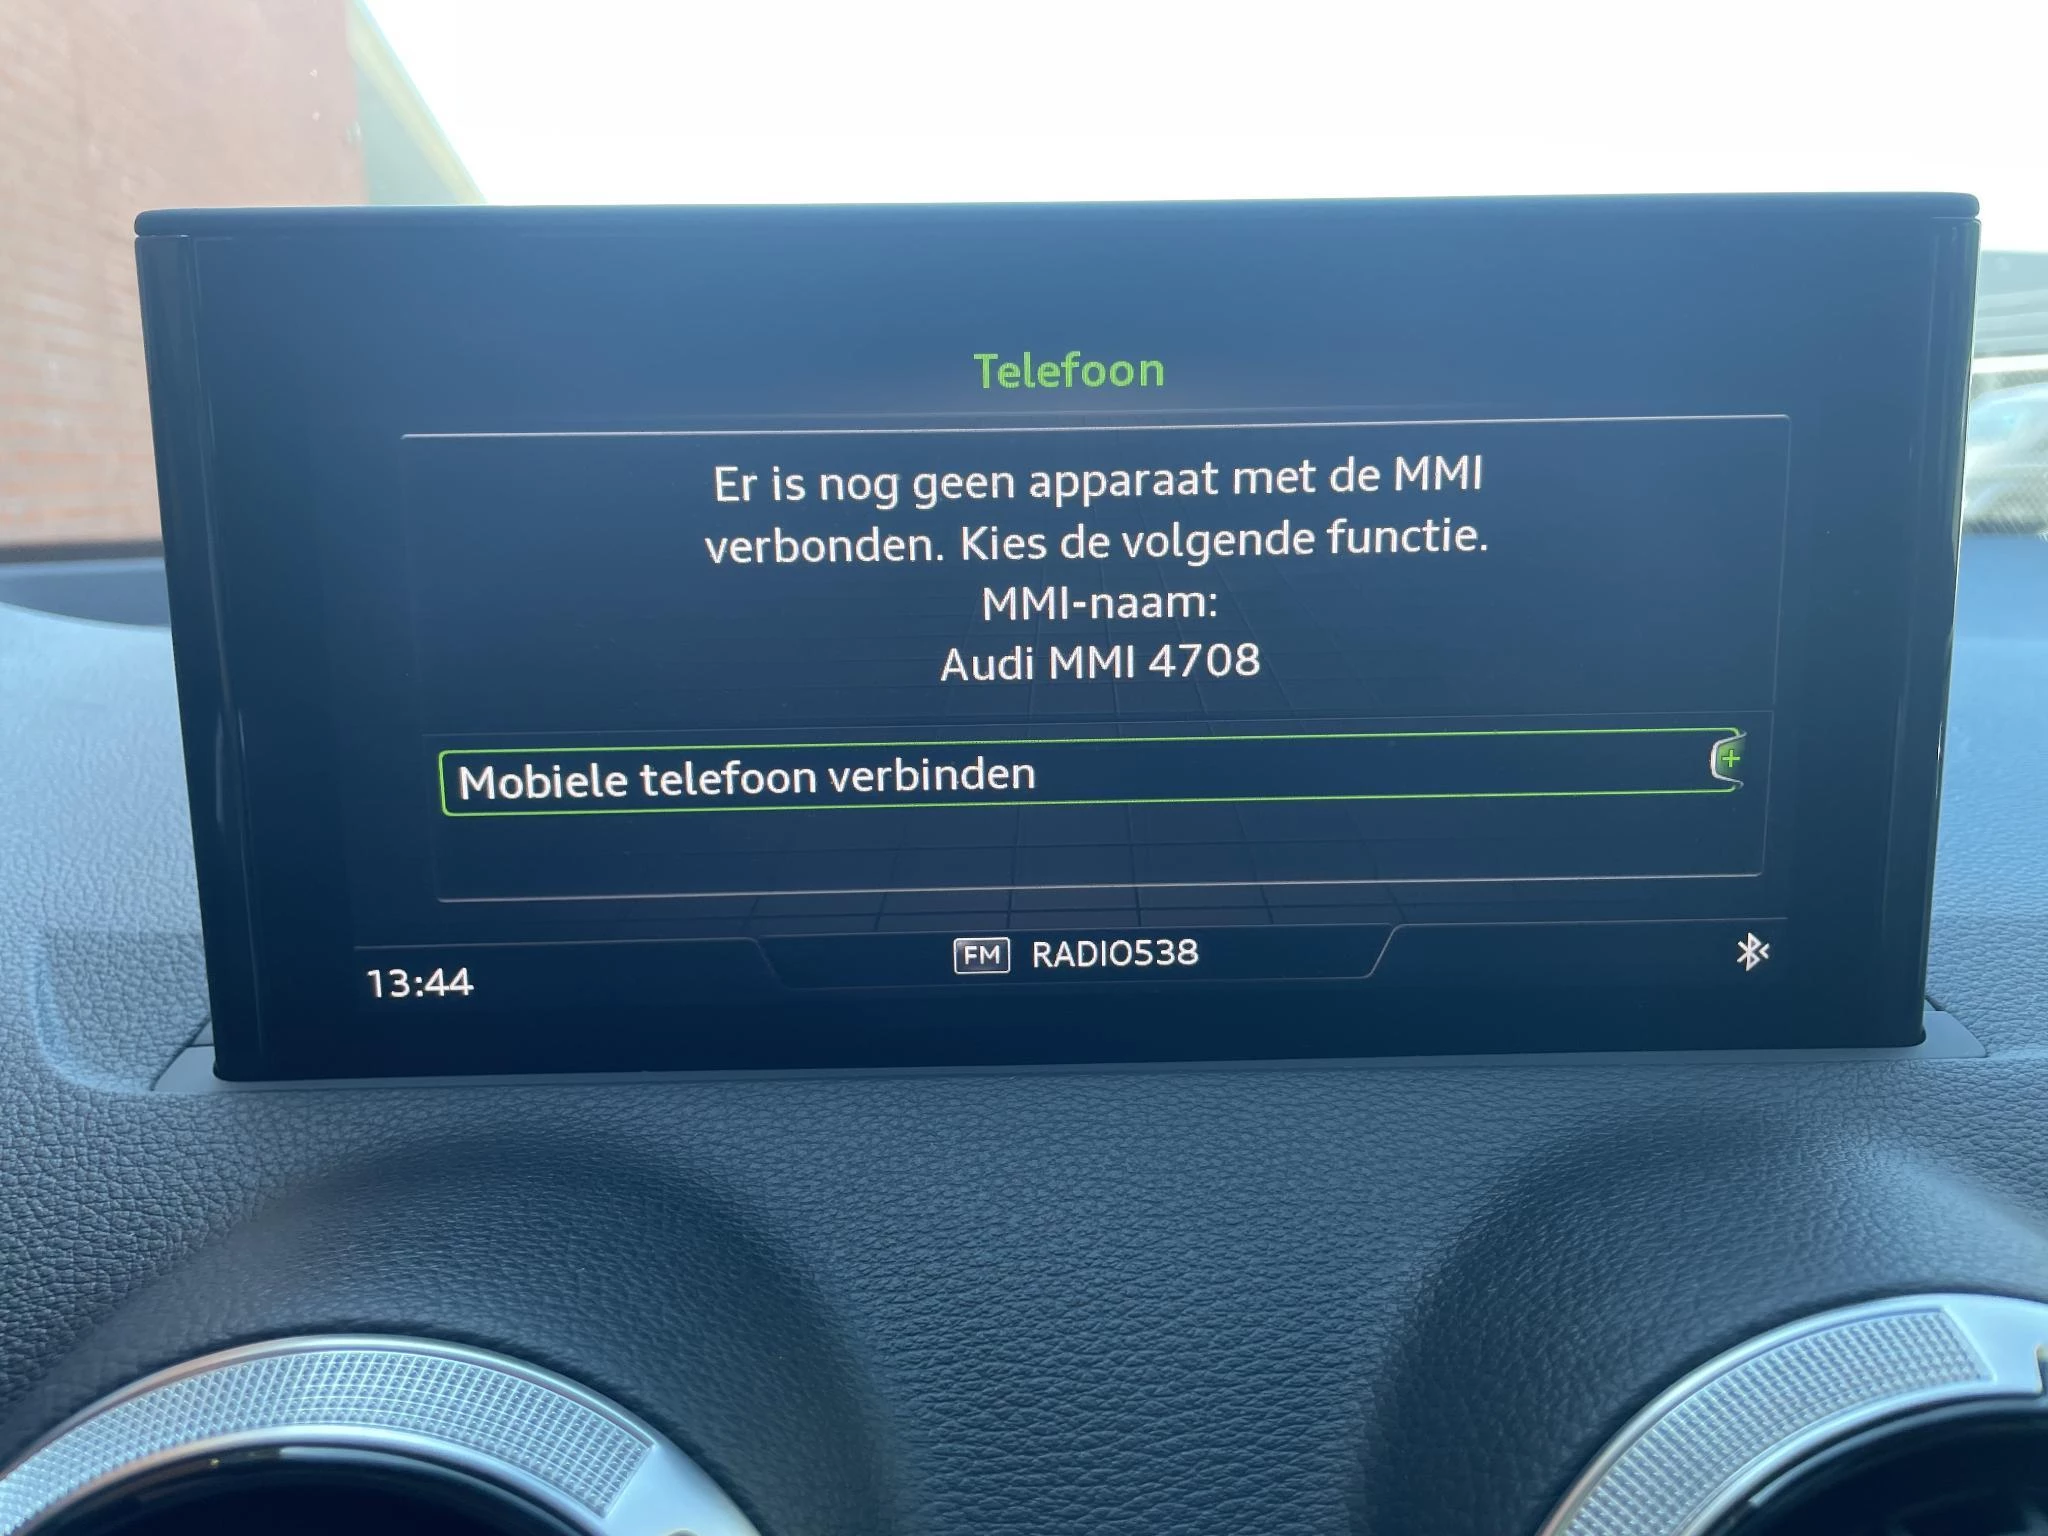 Telefoon
Er is nog geen apparaat met de MMI
verbonden. Kies de volgende functie.
MMI-naam:
Audi MMI 4708
Mobiele telefoon verbinden
13:44
FM RADIO538